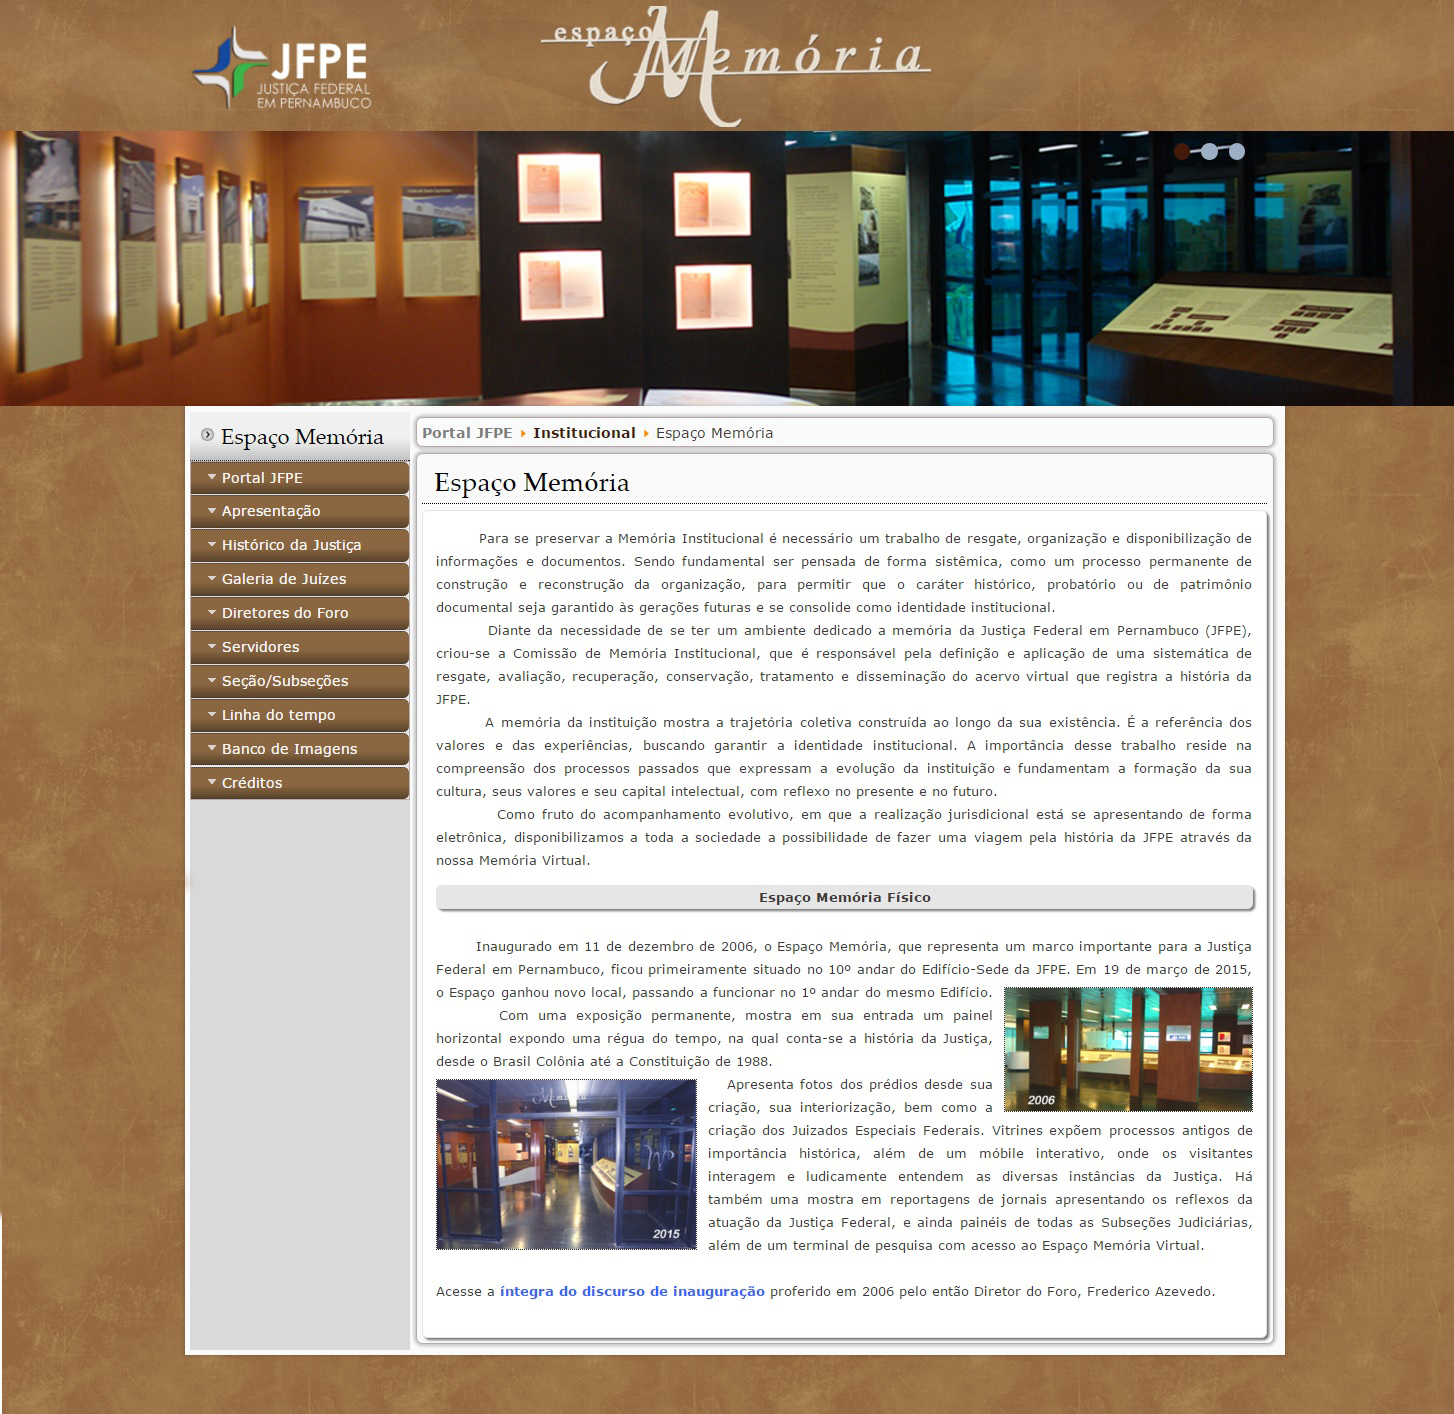 JFPE
JUSTIÇA FEDERAL
EM PERNAMBUCO
espaço
Memória
Espaço Memória
Portal JFPE
Apresentação
Histórico da Justiça
Galeria de Juízes
Diretores do Foro
Servidores
Seção/Subseções
Linha do tempo
Banco de Imagens
Créditos
Portal JFPE Institucional Espaço Memória
Espaço Memória
Para se preservar a Memória Institucional é necessário um trabalho de resgate, organização e disponibilização de
informações e documentos. Sendo fundamental ser pensada de forma sistêmica, como um processo permanente de
construção e reconstrução da organização, para permitir que o caráter histórico, probatório ou de patrimônio
documental seja garantido às gerações futuras e se consolide como identidade institucional.
Diante da necessidade de se ter um ambiente dedicado a memória da Justiça Federal em Pernambuco (JFPE),
criou-se a Comissão de Memória Institucional, que é responsável pela definição e aplicação de uma sistemática de
resgate, avaliação, recuperação, conservação, tratamento e disseminação do acervo virtual que registra a história da
JFPE.
A memória da instituição mostra a trajetória coletiva construída ao longo da sua existência. É a referência dos
valores e das experiências, buscando garantir a identidade institucional. A importância desse trabalho reside na
compreensão dos processos passados que expressam a evolução da instituição e fundamentam a formação da sua
cultura, seus valores e seu capital intelectual, com reflexo no presente e no futuro.
Como fruto do acompanhamento evolutivo, em que a realização jurisdicional está se apresentando de forma
eletrônica, disponibilizamos a toda a sociedade a possibilidade de fazer uma viagem pela história da JFPE através da
nossa Memória Virtual.
Espaço Memória Físico
Inaugurado em 11 de dezembro de 2006, o Espaço Memória, que representa um marco importante para a Justiça
Federal em Pernambuco, ficou primeiramente situado no 10º andar do Edifício-Sede da JFPE. Em 19 de março de 2015,
o Espaço ganhou novo local, passando a funcionar no 1º andar do mesmo Edifício.
Com uma exposição permanente, mostra em sua entrada um painel
horizontal expondo uma régua do tempo, na qual conta-se a história da Justiça,
desde o Brasil Colônia até a Constituição de 1988.
2006
Apresenta fotos dos prédios desde sua
criação, sua interiorização, bem como a
criação dos Juizados Especiais Federais. Vitrines expõem processos antigos de
importância histórica, além de um móbile interativo, onde os visitantes
interagem e ludicamente entendem as diversas instâncias da Justiça. Há
também uma mostra em reportagens de jornais apresentando os reflexos da
atuação da Justiça Federal, e ainda painéis de todas as Subseções Judiciárias,
além de um terminal de pesquisa com acesso ao Espaço Memória Virtual.
2015
Acesse a íntegra do discurso de inauguração proferido em 2006 pelo então Diretor do Foro, Frederico Azevedo.